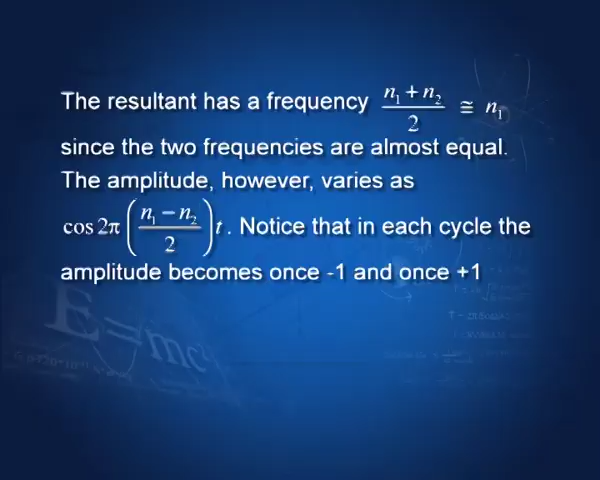 The resultant has a frequency (n₁ + n₂)/2 ≅ n₁
since the two frequencies are almost equal.
The amplitude, however, varies as
cos 2π ((n₁ − n₂)/2) t. Notice that in each cycle the
amplitude becomes once -1 and once +1
E=mc²